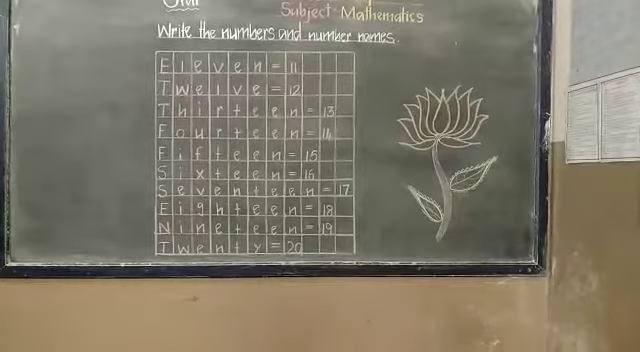 Oral
Subject: Mathematics
Write the numbers and number names.
Eleven = 11
Twelve = 12
Thirteen = 13
Fourteen = 14
Fifteen = 15
Sixteen = 16
Seventeen = 17
Eighteen = 18
Nineteen = 19
Twenty = 20